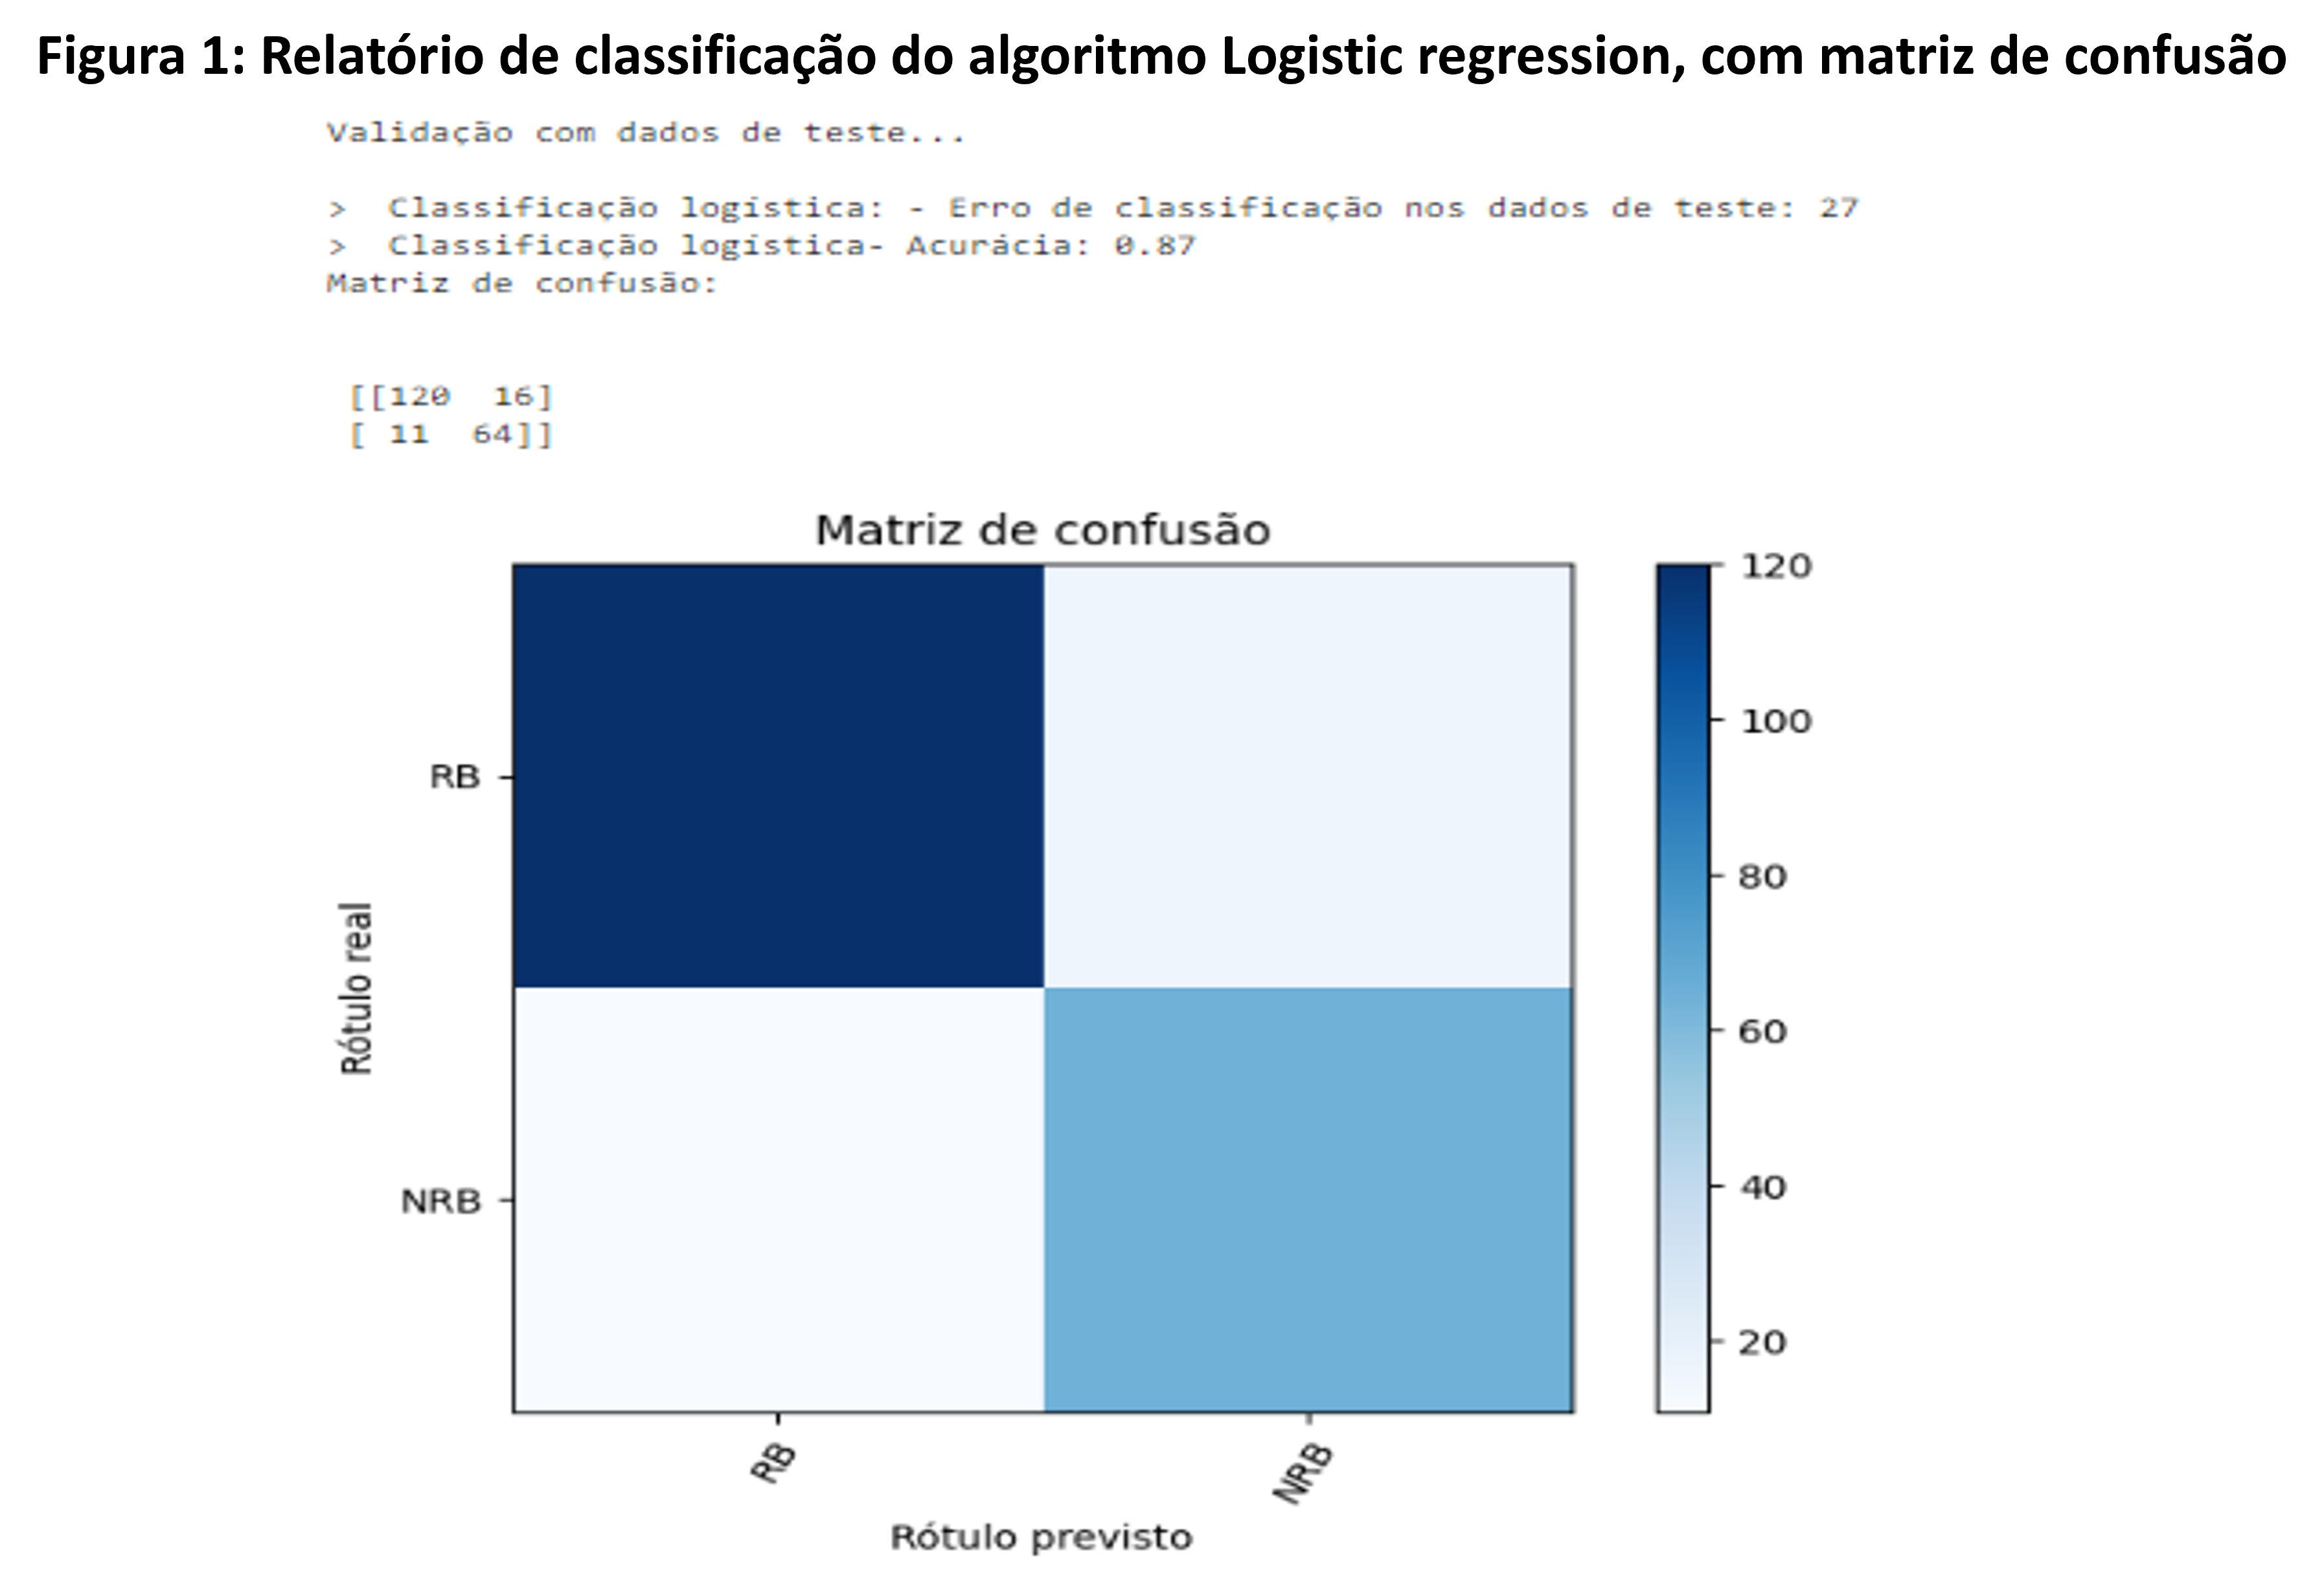 Figura 1: Relatório de classificação do algoritmo Logistic regression, com matriz de confusão
Validação com dados de teste...
>  Classificação logística: - Erro de classificação nos dados de teste: 27
>  Classificação logística- Acurácia: 0.87
Matriz de confusão:
[[120  16]
[ 11  64]]
Matriz de confusão
120
100
80
60
40
20
RB
NRB
Rótulo real
RB
NRB
Rótulo previsto